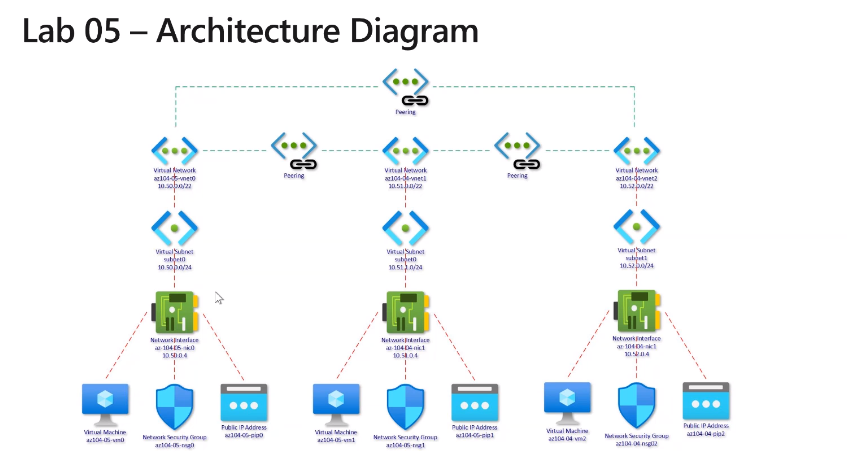 Lab 05 – Architecture Diagram
Peering
Virtual Network
az104-05-vnet0
10.50.0.0/22
Peering
Virtual Network
az104-04-vnet1
10.51.0.0/22
Peering
Virtual Network
az104-04-vnet2
10.52.0.0/22
Virtual Subnet
subnet0
10.50.0.0/24
Virtual Subnet
subnet0
10.51.1.0/24
Virtual Subnet
subnet1
10.52.0.0/24
Network Interface
az-104-05-nic0
10.50.0.4
Network Interface
az-104-04-nic1
10.51.0.4
Network Interface
az-104-04-nic1
10.52.0.4
Virtual Machine
az104-05-vm0
Network Security Group
az104-05-nsg0
Public IP Address
az104-05-pip0
Virtual Machine
az104-05-vm1
Network Security Group
az104-05-nsg1
Public IP Address
az104-05-pip1
Virtual Machine
az104-04-vm2
Network Security Group
az104-04-nsg02
Public IP Address
az104-04-pip2